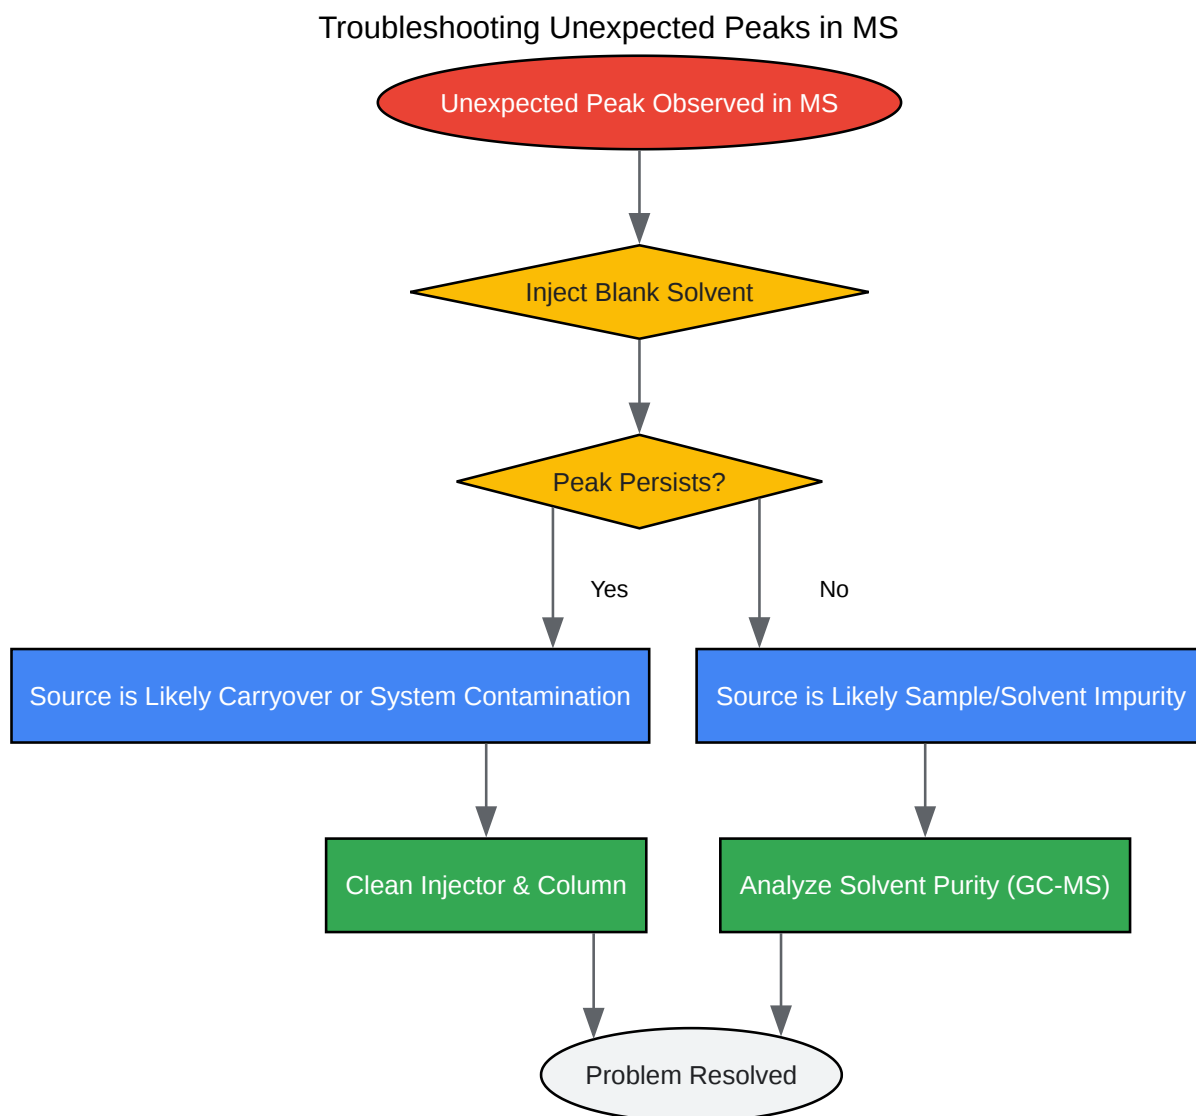 Troubleshooting Unexpected Peaks in MS
Unexpected Peak Observed in MS
Inject Blank Solvent
Peak Persists?
Yes
No
Source is Likely Carryover or System Contamination
Source is Likely Sample/Solvent Impurity
Clean Injector & Column
Analyze Solvent Purity (GC-MS)
Problem Resolved